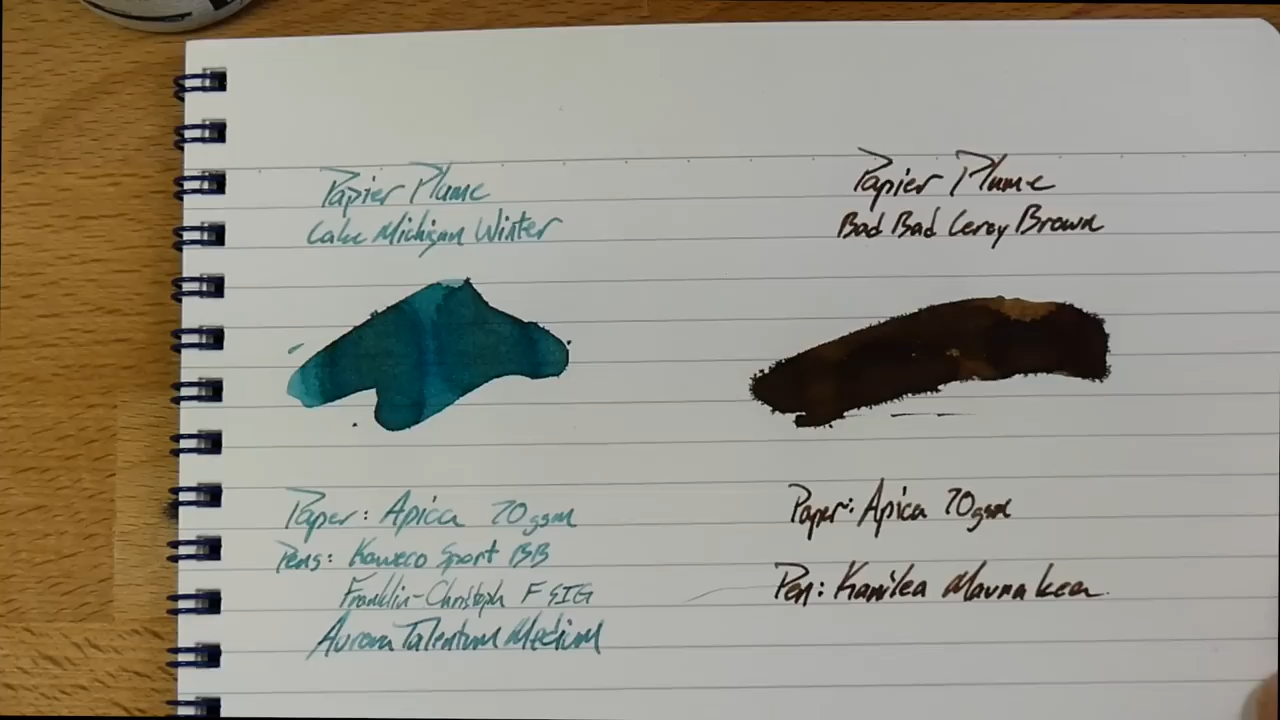 Papier Plume
Lake Michigan Winter
Paper: Apica 70gsm
Pens: Kaweco Sport BB
Franklin-Christoph F SIG
Aurora Talentum Medium
Papier Plume
Bad Bad Leroy Brown
Paper: Apica 70gsm
Pen: Kanilea Mauna kea